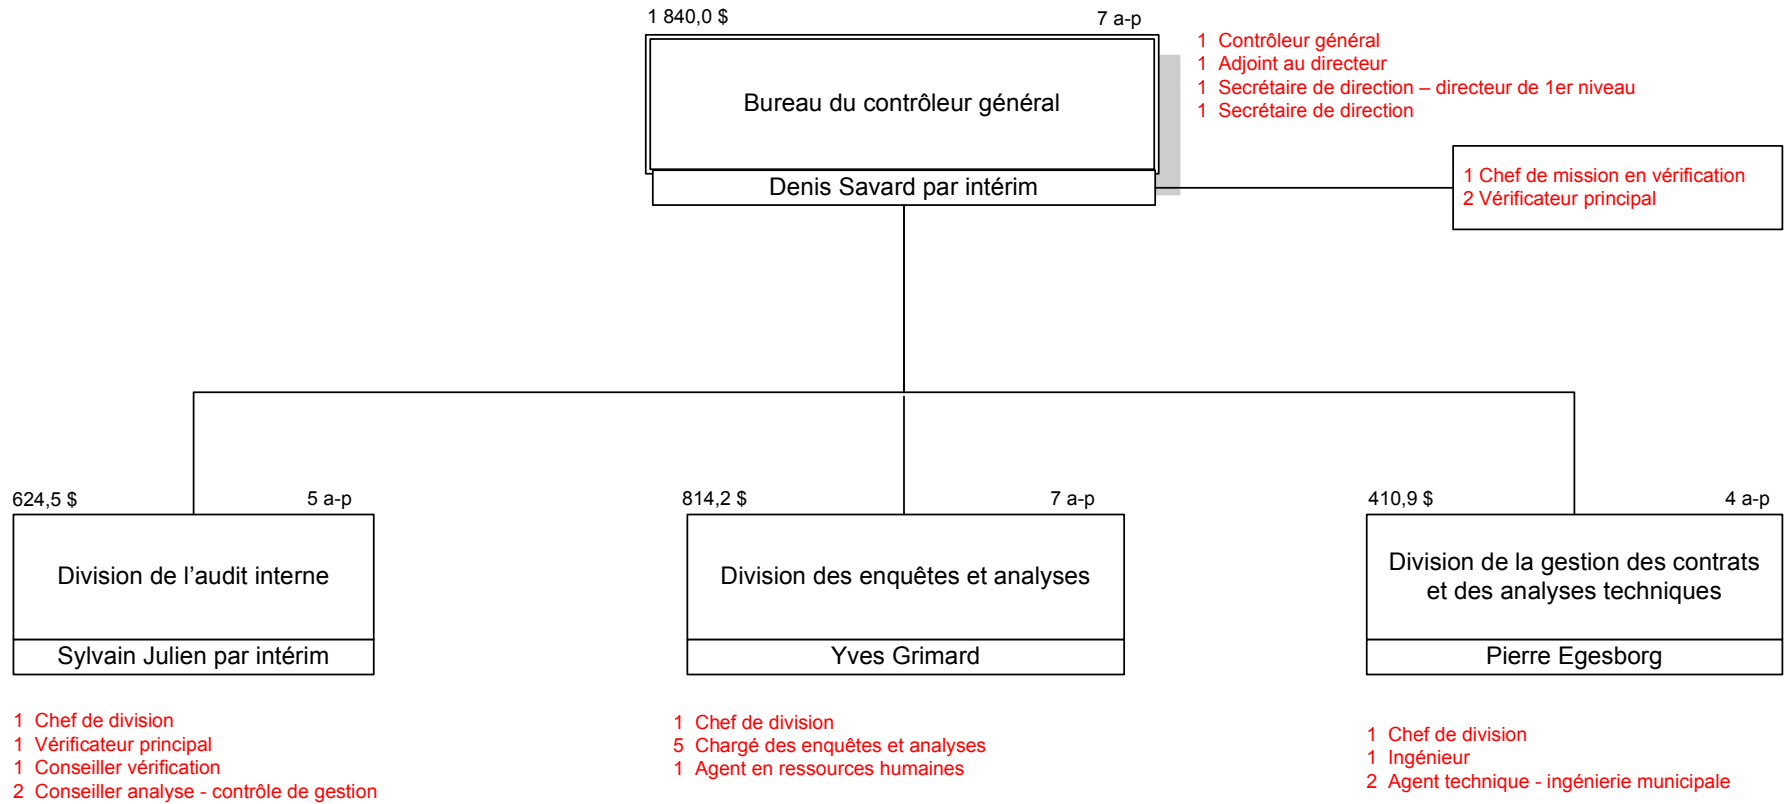 1 840,0 $ 7 a-p
Bureau du contrôleur général
Denis Savard par intérim
1 Contrôleur général
1 Adjoint au directeur
1 Secrétaire de direction – directeur de 1er niveau
1 Secrétaire de direction
1 Chef de mission en vérification
2 Vérificateur principal
624,5 $ 5 a-p
Division de l’audit interne
Sylvain Julien par intérim
1 Chef de division
1 Vérificateur principal
1 Conseiller vérification
2 Conseiller analyse - contrôle de gestion
814,2 $ 7 a-p
Division des enquêtes et analyses
Yves Grimard
1 Chef de division
5 Chargé des enquêtes et analyses
1 Agent en ressources humaines
410,9 $ 4 a-p
Division de la gestion des contrats
et des analyses techniques
Pierre Egesborg
1 Chef de division
1 Ingénieur
2 Agent technique - ingénierie municipale